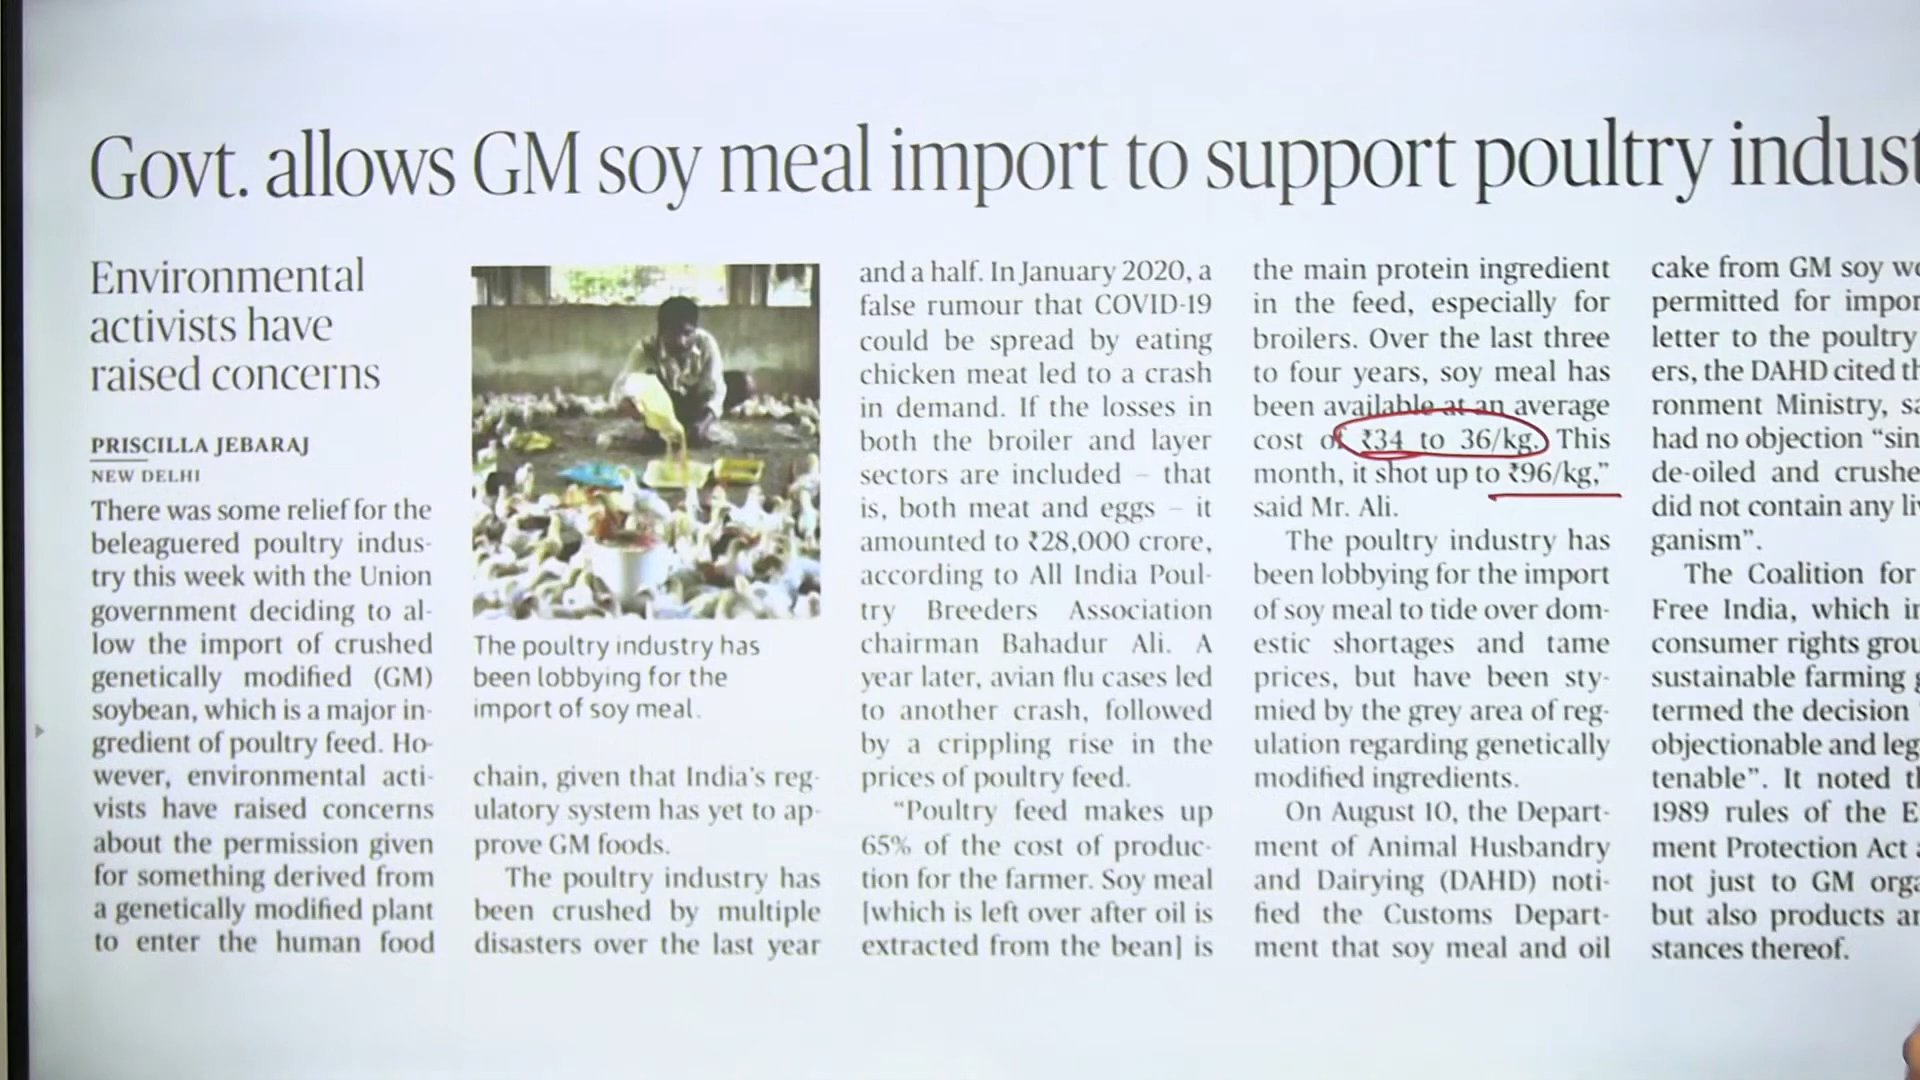 Govt. allows GM soy meal import to support poultry
Environmental
activists have
raised concerns
PRISCILLA JEBARAJ
NEW DELHI
There was some relief for the
beleaguered poultry indus-
try this week with the Union
government deciding to al-
low the import of crushed
genetically modified (GM)
soybean, which is a major in-
gredient of poultry feed. Ho-
wever, environmental acti-
vists have raised concerns
about the permission given
for something derived from
a genetically modified plant
to enter the human food
The poultry industry has
been lobbying for the
import of soy meal.
chain, given that India's reg-
ulatory system has yet to ap-
prove GM foods.
The poultry industry has
been crushed by multiple
disasters over the last year
and a half. In January 2020, a
false rumour that COVID-19
could be spread by eating
chicken meat led to a crash
in demand. If the losses in
both the broiler and layer
sectors are included – that
is, both meat and eggs – it
amounted to ₹28,000 crore,
according to All India Poul-
try Breeders Association
chairman Bahadur Ali. A
year later, avian flu cases led
to another crash, followed
by a crippling rise in the
prices of poultry feed.
"Poultry feed makes up
65% of the cost of produc-
tion for the farmer. Soy meal
[which is left over after oil is
extracted from the bean] is
the main protein ingredient
in the feed, especially for
broilers. Over the last three
to four years, soy meal has
been available at an average
cost of ₹34 to 36/kg. This
month, it shot up to ₹96/kg,"
said Mr. Ali.
The poultry industry has
been lobbying for the import
of soy meal to tide over dom-
estic shortages and tame
prices, but have been sty-
mied by the grey area of reg-
ulation regarding genetically
modified ingredients.
On August 10, the Depart-
ment of Animal Husbandry
and Dairying (DAHD) noti-
fied the Customs Depart-
ment that soy meal and oil
cake from GM soy
permitted for
letter to the poultry
ers, the DAHD cited
ronment Ministry,
had no objection
de-oiled and
did not contain any
ganism".
The Coalition for
Free India, which
consumer rights
sustainable farming
termed the decision
objectionable and
tenable". It noted
1989 rules of the
ment Protection Act
not just to GM
but also products
stances thereof.